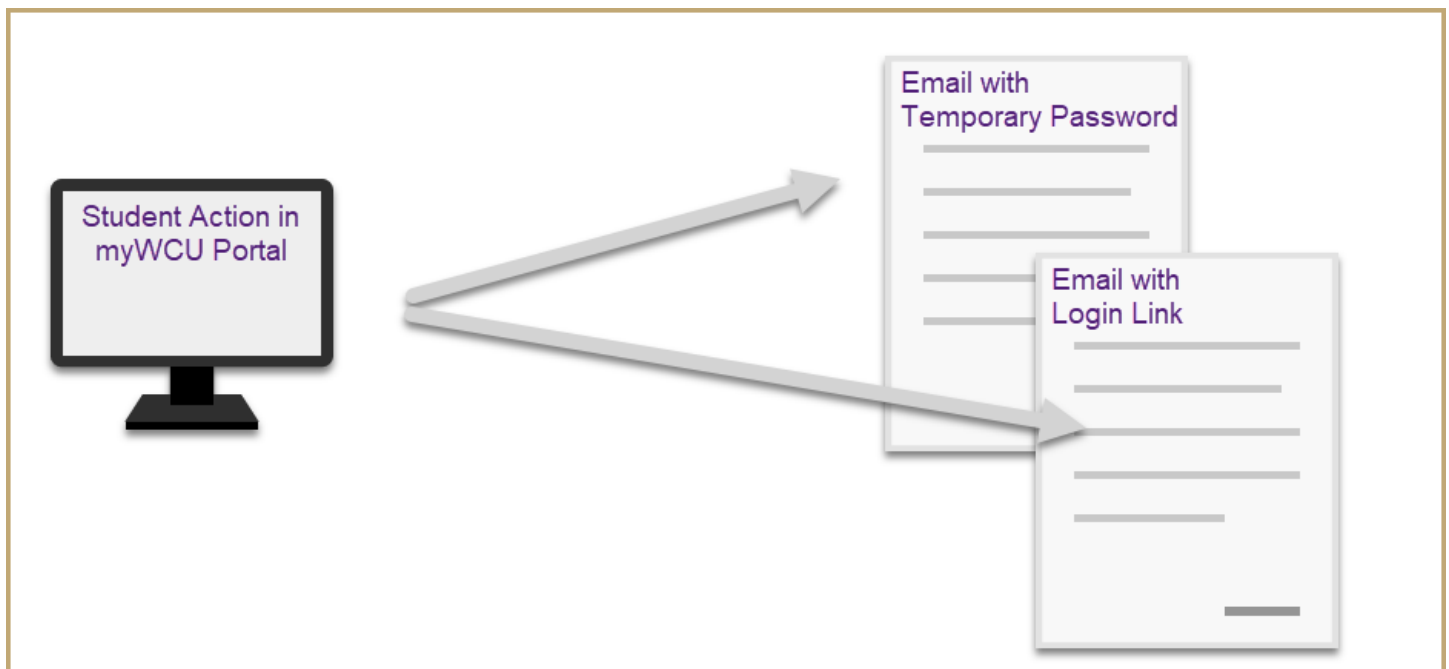 Email with
Temporary Password
Student Action in
myWCU Portal
Email with
Login Link